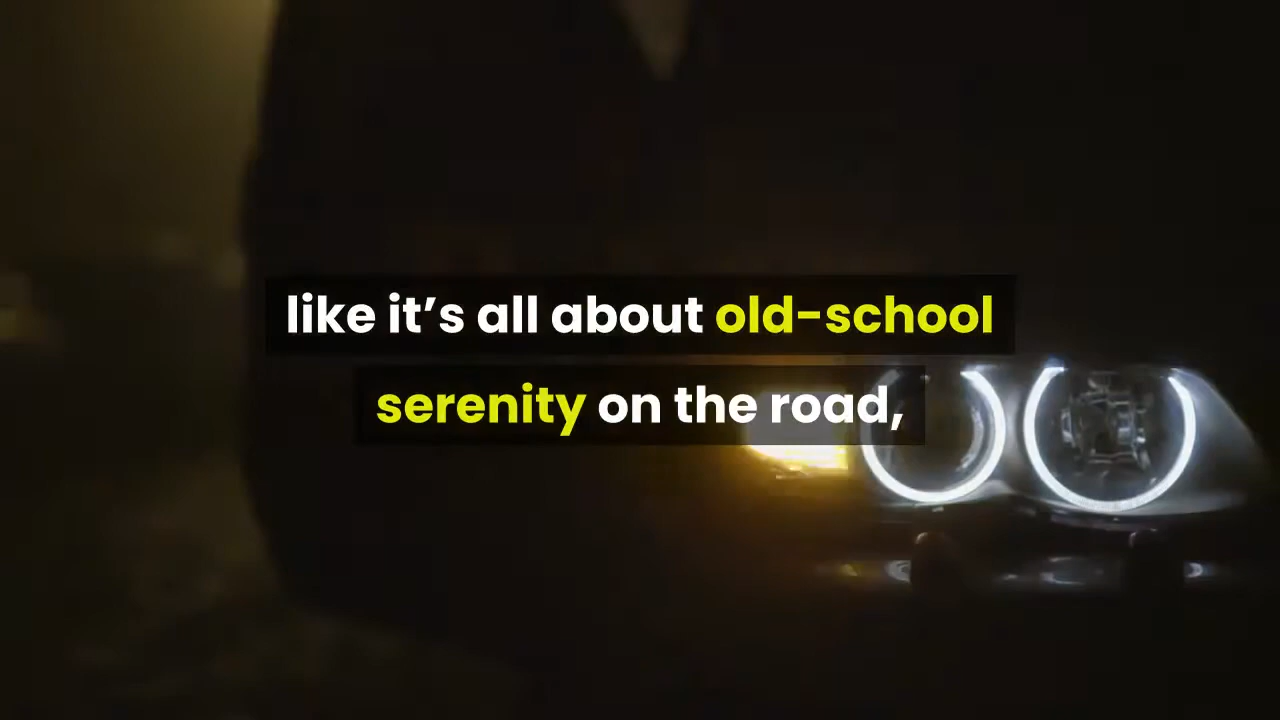 like it’s all about old-school
serenity on the road,